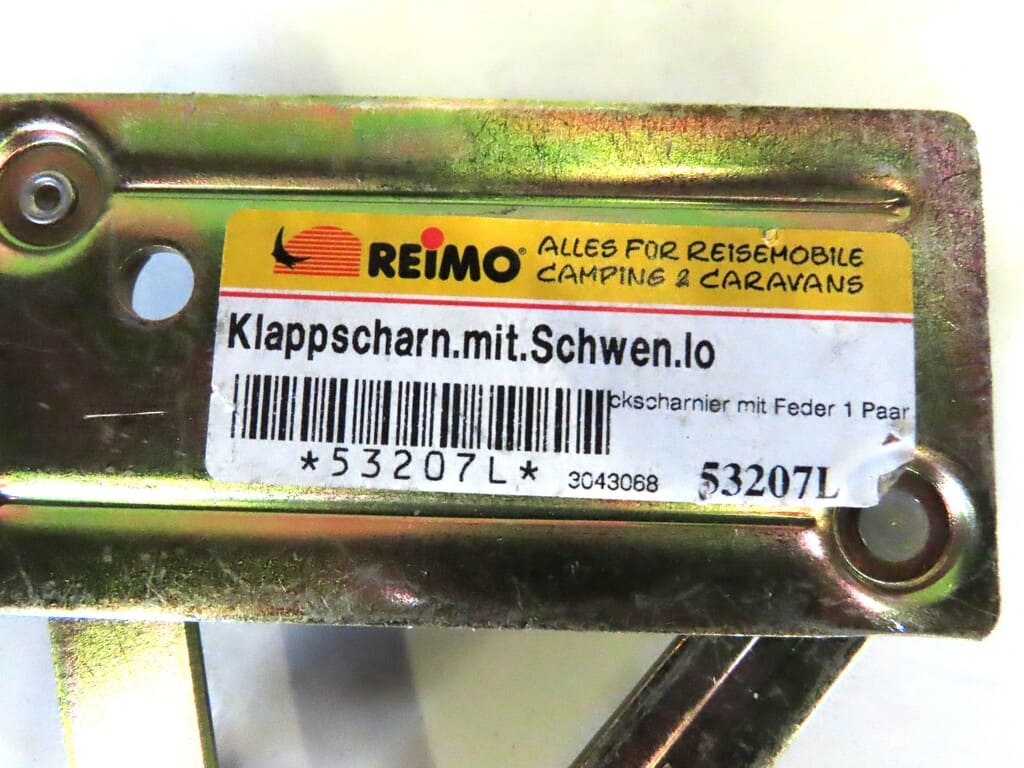 REIMO® ALLES FÜR REISEMOBILE
CAMPING & CARAVANS
Klappscharn.mit.Schwen.lo
ckscharnier mit Feder 1 Paar
*53207L* 3043068 53207L